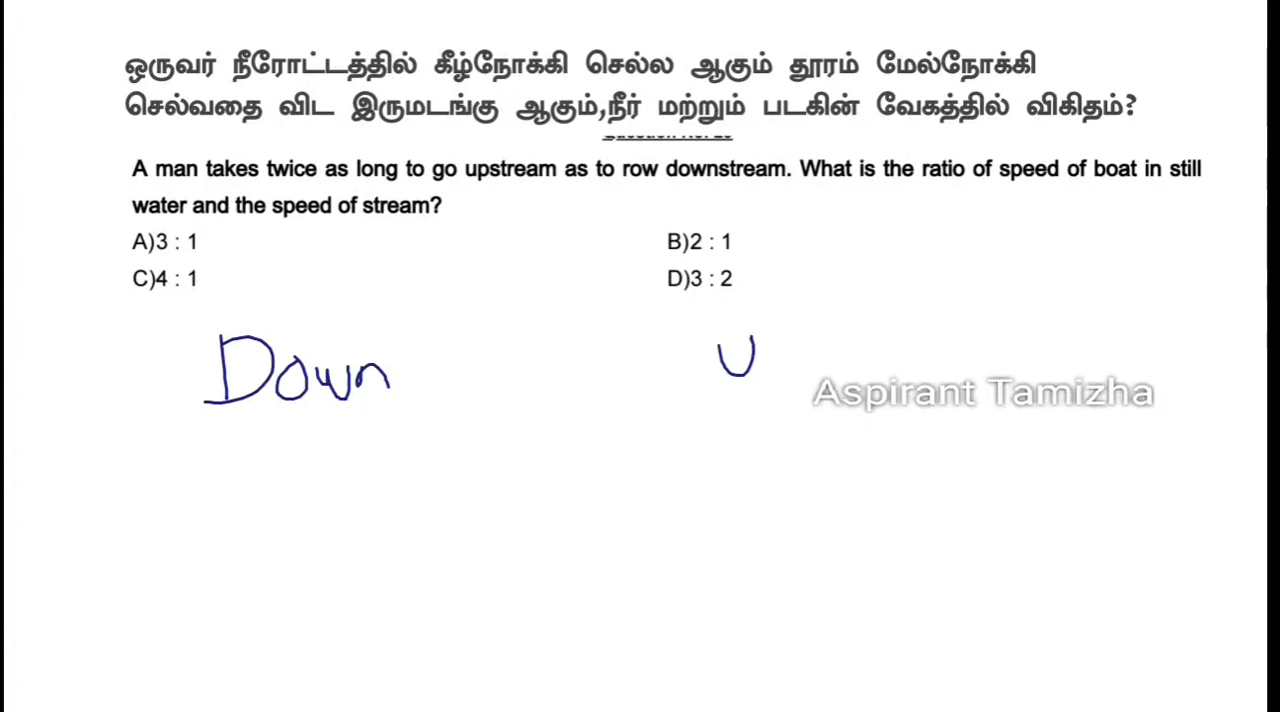 ஒருவர் நீரோட்டத்தில் கீழ்நோக்கி செல்ல ஆகும் தூரம் மேல்நோக்கி
செல்வதை விட இருமடங்கு ஆகும்,நீர் மற்றும் படகின் வேகத்தில் விகிதம்?
A man takes twice as long to go upstream as to row downstream. What is the ratio of speed of boat in still
water and the speed of stream?
A)3 : 1 B)2 : 1
C)4 : 1 D)3 : 2
Down U
Aspirant Tamizha